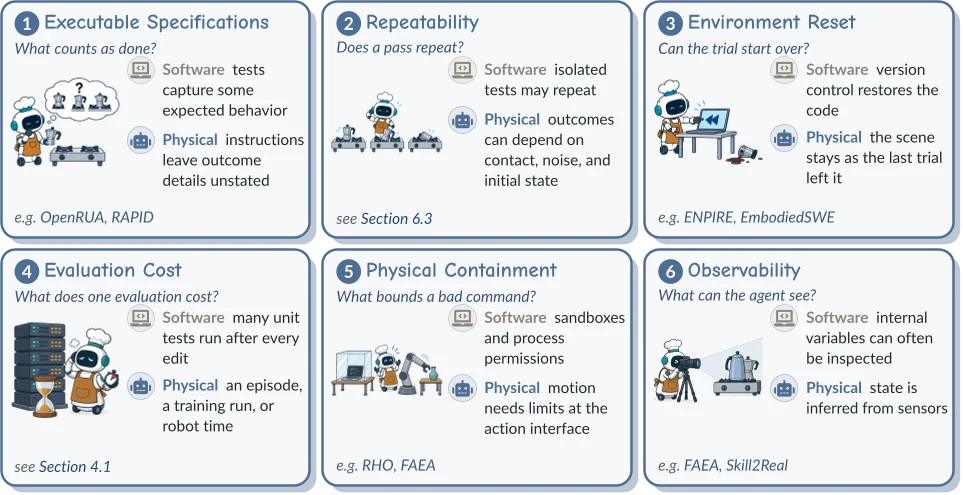 1 Executable Specifications
What counts as done?
?
Software tests
capture some
expected behavior
Physical instructions
leave outcome
details unstated
e.g. OpenRUA, RAPID
2 Repeatability
Does a pass repeat?
Software isolated
tests may repeat
Physical outcomes
can depend on
contact, noise, and
initial state
see Section 6.3
3 Environment Reset
Can the trial start over?
Software version
control restores the
code
Physical the scene
stays as the last trial
left it
e.g. ENPIRE, EmbodiedSWE
4 Evaluation Cost
What does one evaluation cost?
Software many unit
tests run after every
edit
Physical an episode,
a training run, or
robot time
see Section 4.1
5 Physical Containment
What bounds a bad command?
Software sandboxes
and process
permissions
Physical motion
needs limits at the
action interface
e.g. RHO, FAEA
6 Observability
What can the agent see?
Software internal
variables can often
be inspected
Physical state is
inferred from sensors
e.g. FAEA, Skill2Real